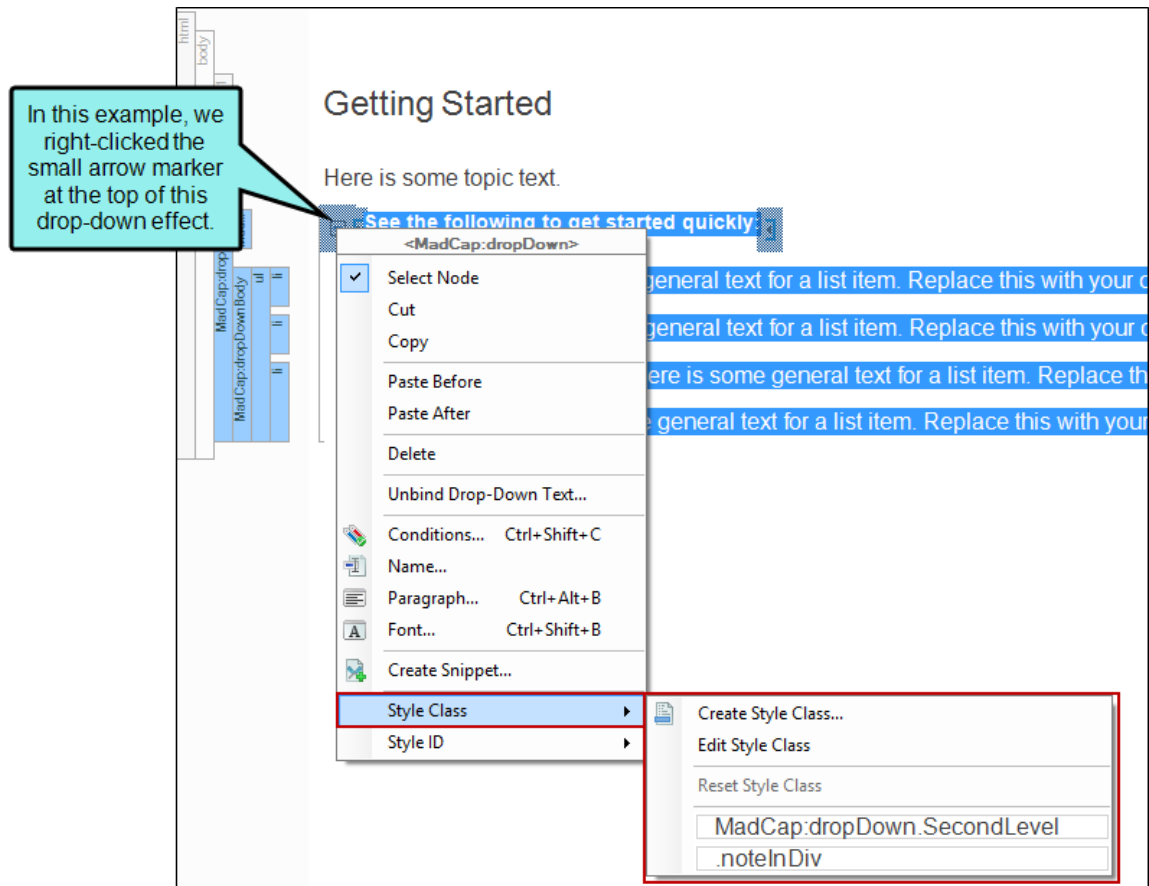 html
body
Getting Started
In this example, we
right-clicked the
small arrow marker
at the top of this
drop-down effect.
Here is some topic text.
See the following to get started quickly:
<MadCap:dropDown>
MadCap:dropDownBody
ul
li
li
li
Select Node
Cut
Copy
Paste Before
Paste After
Delete
Unbind Drop-Down Text...
Conditions... Ctrl+Shift+C
Name...
Paragraph... Ctrl+Alt+B
Font... Ctrl+Shift+B
Create Snippet...
Style Class
Style ID
general text for a list item. Replace this with your
general text for a list item. Replace this with your
ere is some general text for a list item. Replace th
general text for a list item. Replace this with your
Create Style Class...
Edit Style Class
Reset Style Class
MadCap:dropDown.SecondLevel
.noteInDiv